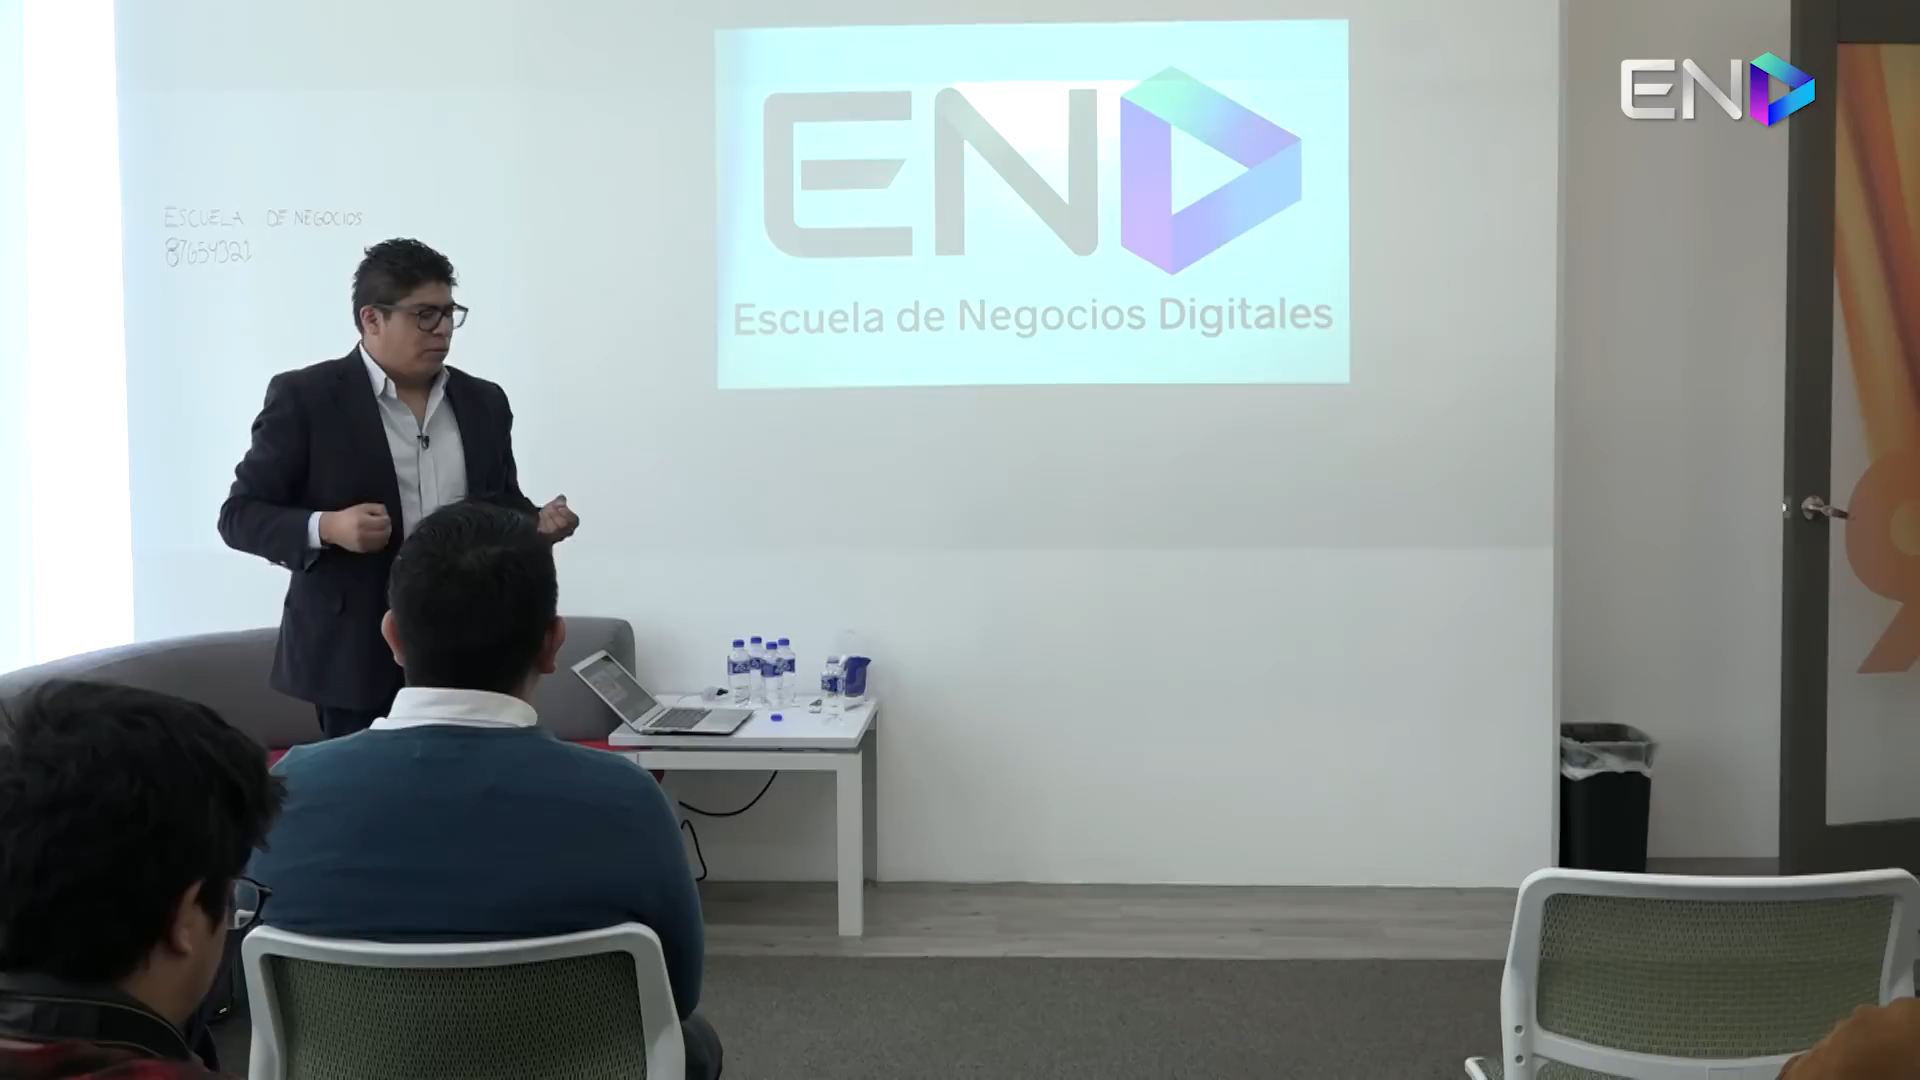 END
Escuela de Negocios Digitales
END
ESCUELA DE NEGOCIOS
87654321